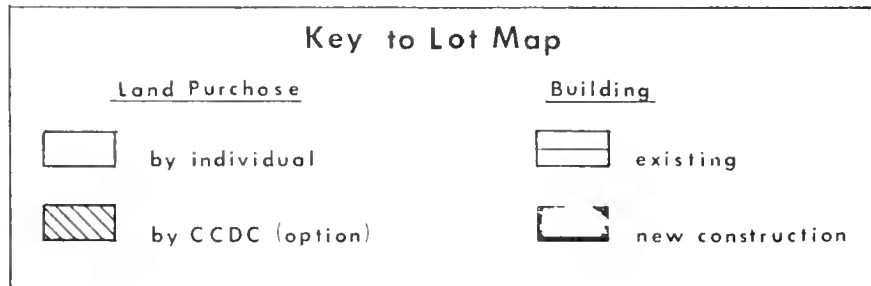 Key to Lot Map
Land Purchase
Building
by individual
existing
by CCDC (option)
new construction